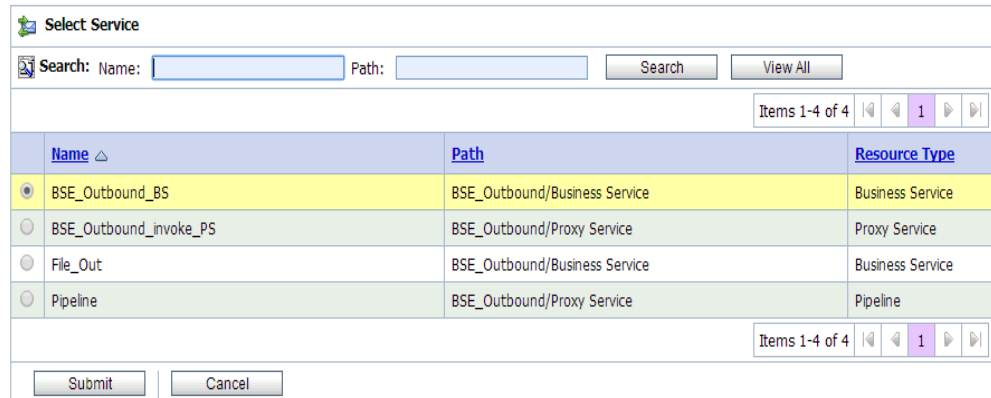 Select Service
Search: Name: Path: Search View All
Items 1-4 of 4 1
Name Path Resource Type
BSE_Outbound_BS BSE_Outbound/Business Service Business Service
BSE_Outbound_invoke_PS BSE_Outbound/Proxy Service Proxy Service
File_Out BSE_Outbound/Business Service Business Service
Pipeline BSE_Outbound/Proxy Service Pipeline
Items 1-4 of 4 1
Submit Cancel